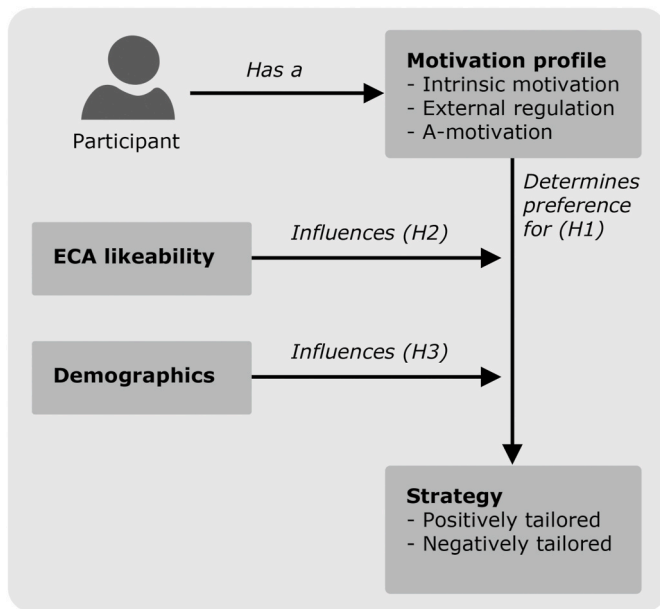 Participant
Has a
Motivation profile
- Intrinsic motivation
- External regulation
- A-motivation
Determines
preference
for (H1)
ECA likeability
Influences (H2)
Demographics
Influences (H3)
Strategy
- Positively tailored
- Negatively tailored